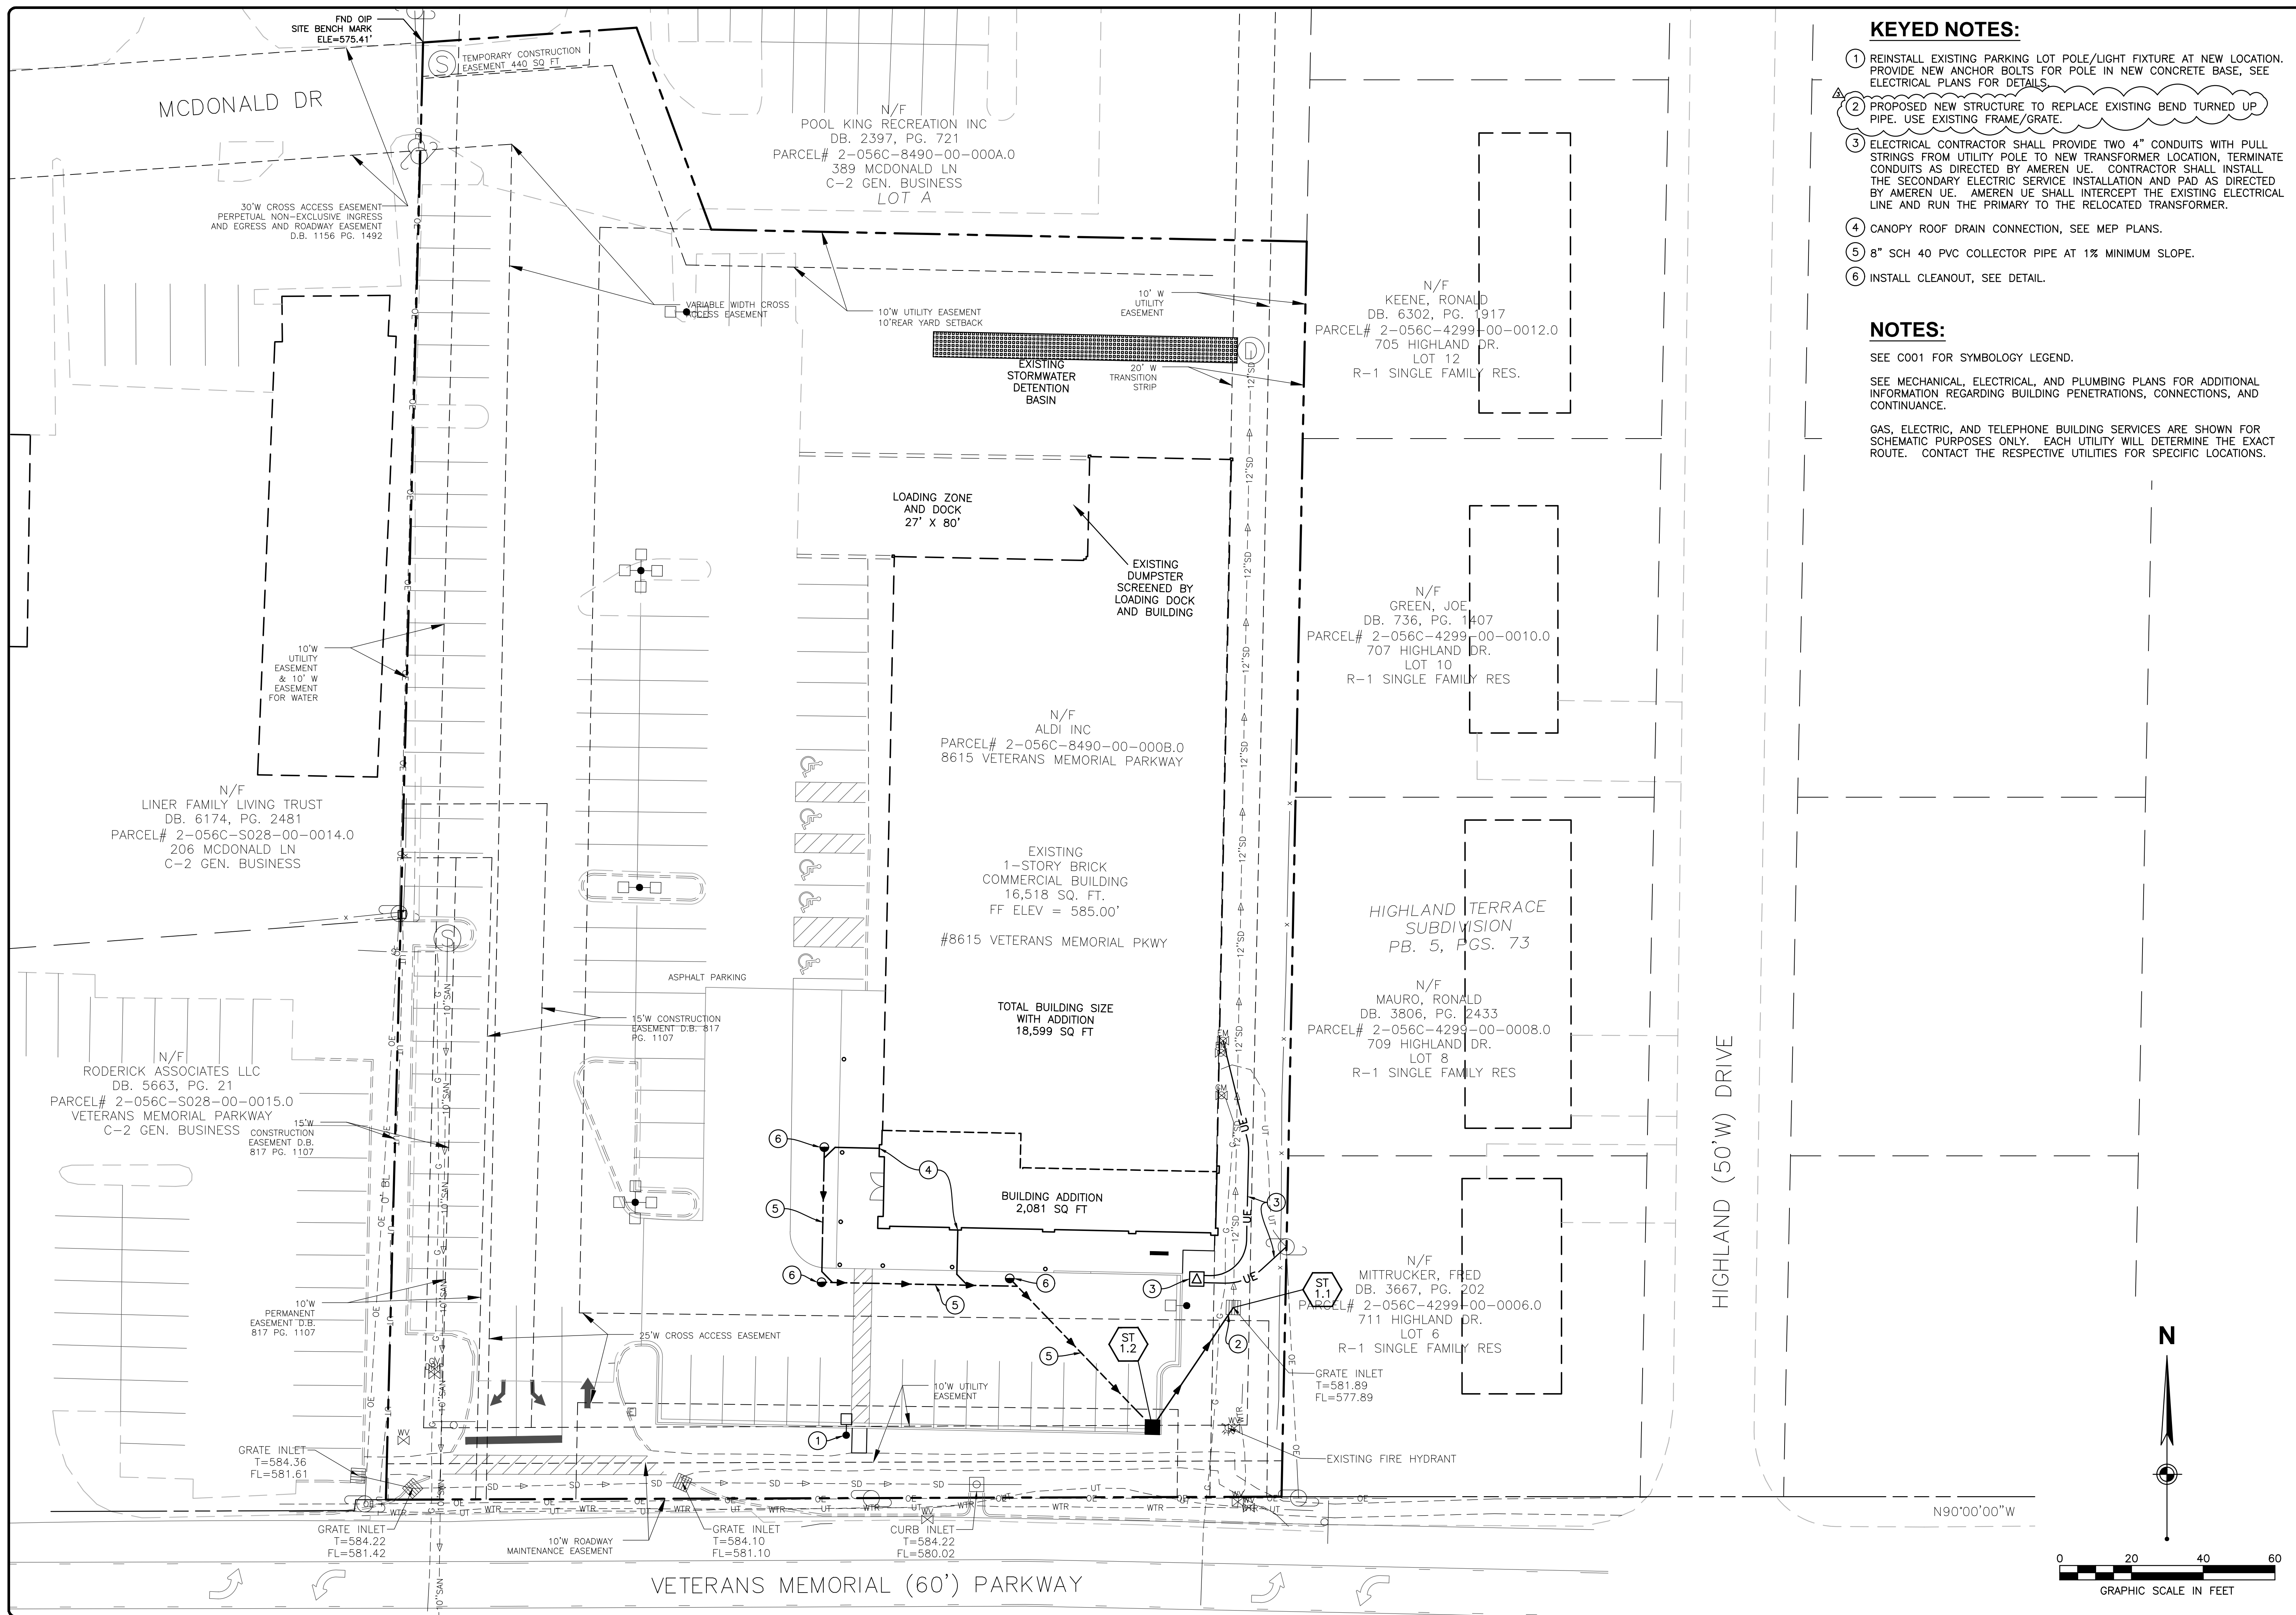 FND OIP
SITE BENCH MARK
ELE=575.41'
TEMPORARY CONSTRUCTION
EASEMENT 440 SQ FT
S
MCDONALD DR
30'W CROSS ACCESS EASEMENT
PERPETUAL NON-EXCLUSIVE INGRESS
AND EGRESS AND ROADWAY EASEMENT
D.B. 1156 PG. 1492
N/F
POOL KING RECREATION INC
DB. 2397, PG. 721
PARCEL# 2-056C-8490-00-000A.0
389 MCDONALD LN
C-2 GEN. BUSINESS
LOT A
VARIABLE WIDTH CROSS
ACCESS EASEMENT
10'W UTILITY EASEMENT
10'REAR YARD SETBACK
10' W
UTILITY
EASEMENT
D
EXISTING
STORMWATER
DETENTION
BASIN
20' W
TRANSITION
STRIP
LOADING ZONE
AND DOCK
27' X 80'
EXISTING
DUMPSTER
SCREENED BY
LOADING DOCK
AND BUILDING
10'W
UTILITY
EASEMENT
& 10' W
EASEMENT
FOR WATER
N/F
ALDI INC
PARCEL# 2-056C-8490-00-000B.0
8615 VETERANS MEMORIAL PARKWAY
EXISTING
1-STORY BRICK
COMMERCIAL BUILDING
16,518 SQ. FT.
FF ELEV = 585.00'
#8615 VETERANS MEMORIAL PKWY
TOTAL BUILDING SIZE
WITH ADDITION
18,599 SQ FT
BUILDING ADDITION
2,081 SQ FT
ASPHALT PARKING
N/F
LINER FAMILY LIVING TRUST
DB. 6174, PG. 2481
PARCEL# 2-056C-S028-00-0014.0
206 MCDONALD LN
C-2 GEN. BUSINESS
S
15'W CONSTRUCTION
EASEMENT D.B. 817
PG. 1107
N/F
RODERICK ASSOCIATES LLC
DB. 5663, PG. 21
PARCEL# 2-056C-S028-00-0015.0
VETERANS MEMORIAL PARKWAY
C-2 GEN. BUSINESS
15'W
CONSTRUCTION
EASEMENT D.B.
817 PG. 1107
10'W
PERMANENT
EASEMENT D.B.
817 PG. 1107
25'W CROSS ACCESS EASEMENT
10'W UTILITY
EASEMENT
6
4
5
6
5
6
3
3
2
5
1
ST
1.1
ST
1.2
12"SD
UE
10"SAN
OE
UT
G
SD
WTR
WV
GM
GRATE INLET
T=581.89
FL=577.89
EXISTING FIRE HYDRANT
GRATE INLET
T=584.36
FL=581.61
GRATE INLET
T=584.22
FL=581.42
10'W ROADWAY
MAINTENANCE EASEMENT
GRATE INLET
T=584.10
FL=581.10
CURB INLET
T=584.22
FL=580.02
VETERANS MEMORIAL (60') PARKWAY
N/F
KEENE, RONALD
DB. 6302, PG. 1917
PARCEL# 2-056C-4299-00-0012.0
705 HIGHLAND DR.
LOT 12
R-1 SINGLE FAMILY RES.
N/F
GREEN, JOE
DB. 736, PG. 1407
PARCEL# 2-056C-4299-00-0010.0
707 HIGHLAND DR.
LOT 10
R-1 SINGLE FAMILY RES
HIGHLAND TERRACE
SUBDIVISION
PB. 5, PGS. 73
N/F
MAURO, RONALD
DB. 3806, PG. 2433
PARCEL# 2-056C-4299-00-0008.0
709 HIGHLAND DR.
LOT 8
R-1 SINGLE FAMILY RES
N/F
MITTRUCKER, FRED
DB. 3667, PG. 202
PARCEL# 2-056C-4299-00-0006.0
711 HIGHLAND DR.
LOT 6
R-1 SINGLE FAMILY RES
HIGHLAND (50'W) DRIVE
KEYED NOTES:
1 REINSTALL EXISTING PARKING LOT POLE/LIGHT FIXTURE AT NEW LOCATION.
PROVIDE NEW ANCHOR BOLTS FOR POLE IN NEW CONCRETE BASE, SEE
ELECTRICAL PLANS FOR DETAILS.
2 PROPOSED NEW STRUCTURE TO REPLACE EXISTING BEND TURNED UP
PIPE. USE EXISTING FRAME/GRATE.
3 ELECTRICAL CONTRACTOR SHALL PROVIDE TWO 4" CONDUITS WITH PULL
STRINGS FROM UTILITY POLE TO NEW TRANSFORMER LOCATION, TERMINATE
CONDUITS AS DIRECTED BY AMEREN UE. CONTRACTOR SHALL INSTALL
THE SECONDARY ELECTRIC SERVICE INSTALLATION AND PAD AS DIRECTED
BY AMEREN UE. AMEREN UE SHALL INTERCEPT THE EXISTING ELECTRICAL
LINE AND RUN THE PRIMARY TO THE RELOCATED TRANSFORMER.
4 CANOPY ROOF DRAIN CONNECTION, SEE MEP PLANS.
5 8" SCH 40 PVC COLLECTOR PIPE AT 1% MINIMUM SLOPE.
6 INSTALL CLEANOUT, SEE DETAIL.
NOTES:
SEE C001 FOR SYMBOLOGY LEGEND.
SEE MECHANICAL, ELECTRICAL, AND PLUMBING PLANS FOR ADDITIONAL
INFORMATION REGARDING BUILDING PENETRATIONS, CONNECTIONS, AND
CONTINUANCE.
GAS, ELECTRIC, AND TELEPHONE BUILDING SERVICES ARE SHOWN FOR
SCHEMATIC PURPOSES ONLY. EACH UTILITY WILL DETERMINE THE EXACT
ROUTE. CONTACT THE RESPECTIVE UTILITIES FOR SPECIFIC LOCATIONS.
N
N90°00'00"W
0 20 40 60
GRAPHIC SCALE IN FEET